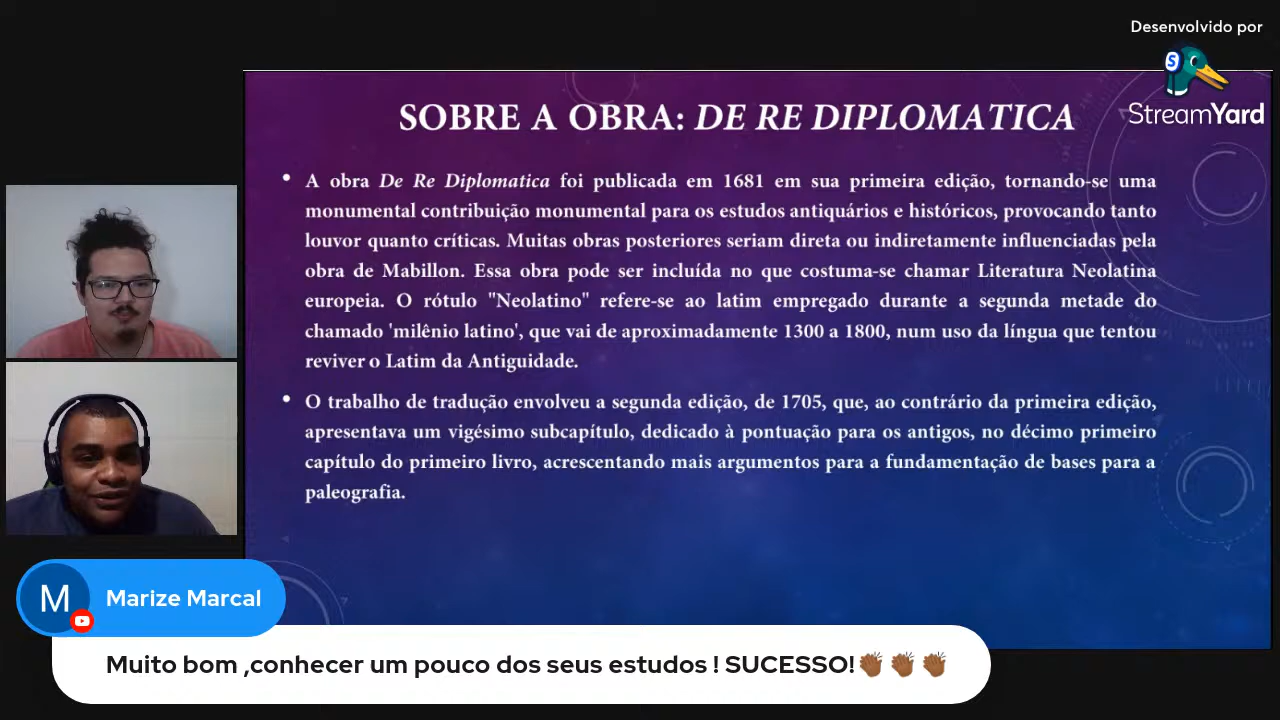 Desenvolvido por
S
StreamYard
SOBRE A OBRA: DE RE DIPLOMATICA
• A obra De Re Diplomatica foi publicada em 1681 em sua primeira edição, tornando-se uma
monumental contribuição monumental para os estudos antiquários e históricos, provocando tanto
louvor quanto críticas. Muitas obras posteriores seriam direta ou indiretamente influenciadas pela
obra de Mabillon. Essa obra pode ser incluída no que costuma-se chamar Literatura Neolatina
europeia. O rótulo "Neolatino" refere-se ao latim empregado durante a segunda metade do
chamado 'milênio latino', que vai de aproximadamente 1300 a 1800, num uso da língua que tentou
reviver o Latim da Antiguidade.
• O trabalho de tradução envolveu a segunda edição, de 1705, que, ao contrário da primeira edição,
apresentava um vigésimo subcapítulo, dedicado à pontuação para os antigos, no décimo primeiro
capítulo do primeiro livro, acrescentando mais argumentos para a fundamentação de bases para a
paleografia.
M
Marize Marcal
Muito bom ,conhecer um pouco dos seus estudos ! SUCESSO!👏🏾 👏🏾 👏🏾